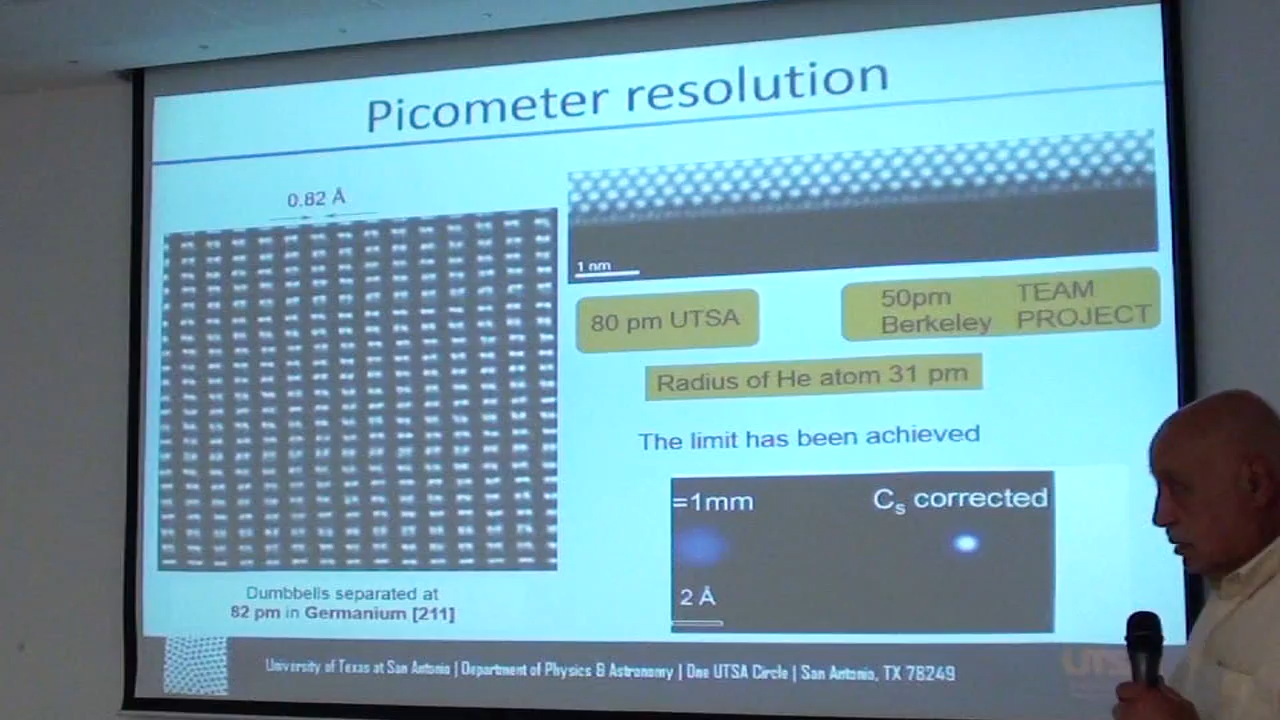 Picometer resolution
0.82 Å
1 nm
80 pm UTSA
50pm TEAM
Berkeley PROJECT
Radius of He atom 31 pm
The limit has been achieved
=1mm
Cs corrected
2 Å
Dumbbells separated at
82 pm in Germanium [211]
University of Texas at San Antonio | Department of Physics & Astronomy | One UTSA Circle | San Antonio, TX 78249
UTSA